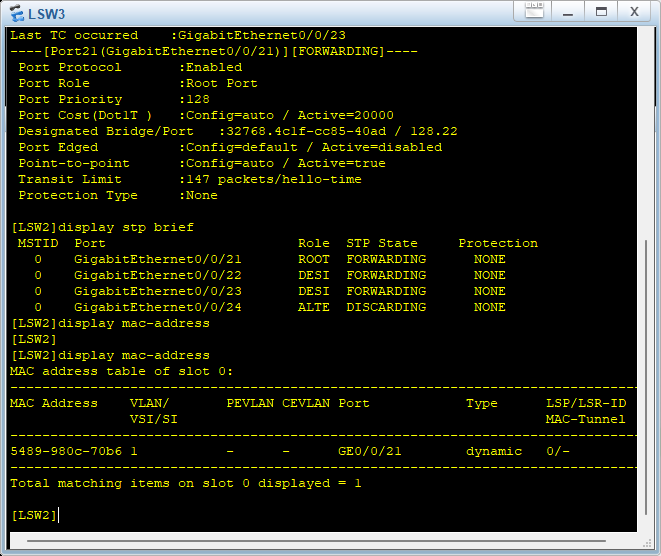 LSW3
Last TC occurred    :GigabitEthernet0/0/23
----[Port21(GigabitEthernet0/0/21)][FORWARDING]----
 Port Protocol       :Enabled
 Port Role           :Root Port
 Port Priority       :128
 Port Cost(Dot1T )   :Config=auto / Active=20000
 Designated Bridge/Port   :32768.4c1f-cc85-40ad / 128.22
 Port Edged          :Config=default / Active=disabled
 Point-to-point      :Config=auto / Active=true
 Transit Limit       :147 packets/hello-time
 Protection Type     :None
[LSW2]display stp brief
 MSTID  Port                        Role  STP State     Protection
   0    GigabitEthernet0/0/21       ROOT  FORWARDING      NONE
   0    GigabitEthernet0/0/22       DESI  FORWARDING      NONE
   0    GigabitEthernet0/0/23       DESI  FORWARDING      NONE
   0    GigabitEthernet0/0/24       ALTE  DISCARDING      NONE
[LSW2]display mac-address
[LSW2]
[LSW2]display mac-address
MAC address table of slot 0:
-------------------------------------------------------------------------------
MAC Address    VLAN/       PEVLAN CEVLAN Port            Type      LSP/LSR-ID
               VSI/SI                                              MAC-Tunnel
-------------------------------------------------------------------------------
5489-980c-70b6 1           -      -      GE0/0/21        dynamic   0/-
-------------------------------------------------------------------------------
Total matching items on slot 0 displayed = 1
[LSW2]